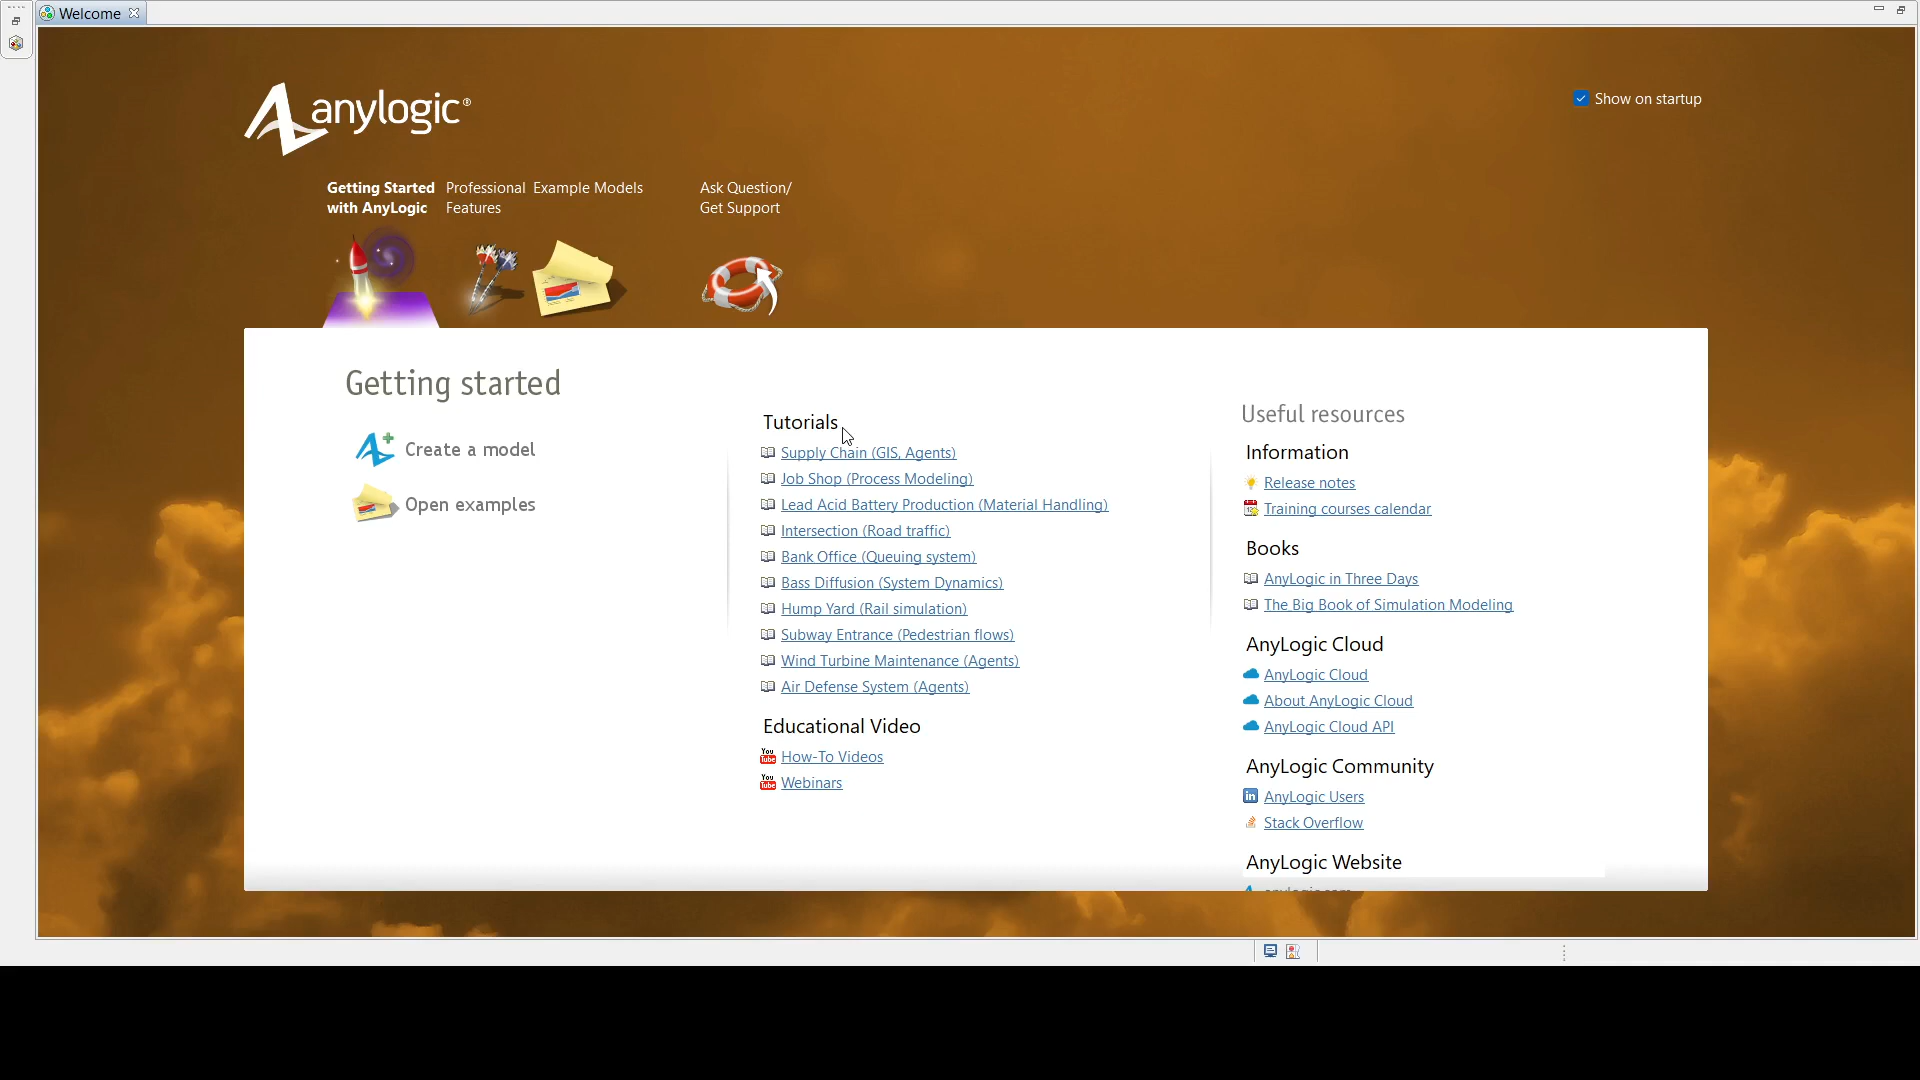 Welcome
anylogic®
Show on startup
Getting Started with AnyLogic
Professional Features
Example Models
Ask Question/
Get Support
Getting started
Create a model
Open examples
Tutorials
Supply Chain (GIS, Agents)
Job Shop (Process Modeling)
Lead Acid Battery Production (Material Handling)
Intersection (Road traffic)
Bank Office (Queuing system)
Bass Diffusion (System Dynamics)
Hump Yard (Rail simulation)
Subway Entrance (Pedestrian flows)
Wind Turbine Maintenance (Agents)
Air Defense System (Agents)
Educational Video
You Tube How-To Videos
You Tube Webinars
Useful resources
Information
Release notes
Training courses calendar
Books
AnyLogic in Three Days
The Big Book of Simulation Modeling
AnyLogic Cloud
AnyLogic Cloud
About AnyLogic Cloud
AnyLogic Cloud API
AnyLogic Community
in AnyLogic Users
Stack Overflow
AnyLogic Website